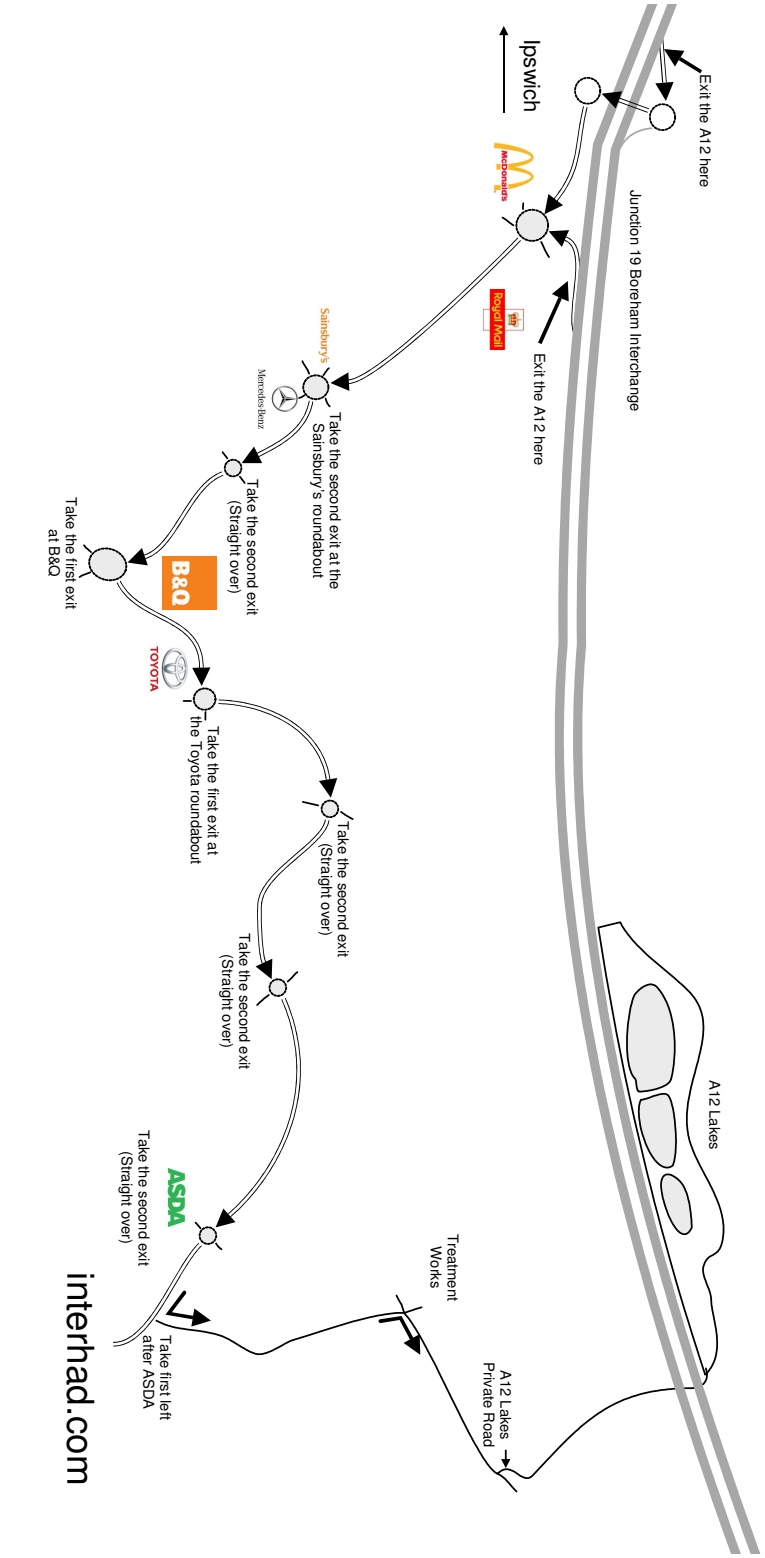 Exit the A12 here
Ipswich
McDonald's
Junction 19 Boreham Interchange
Royal Mail
Exit the A12 here
Sainsbury's
Mercedes-Benz
Take the second exit at the
Sainsbury's roundabout
Take the second exit
(Straight over)
B&Q
Take the first exit
at B&Q
TOYOTA
Take the first exit at
the Toyota roundabout
Take the second exit
(Straight over)
Take the second exit
(Straight over)
A12 Lakes
ASDA
Take the second exit
(Straight over)
Treatment
Works
Take first left
after ASDA
A12 Lakes
Private Road
interhad.com